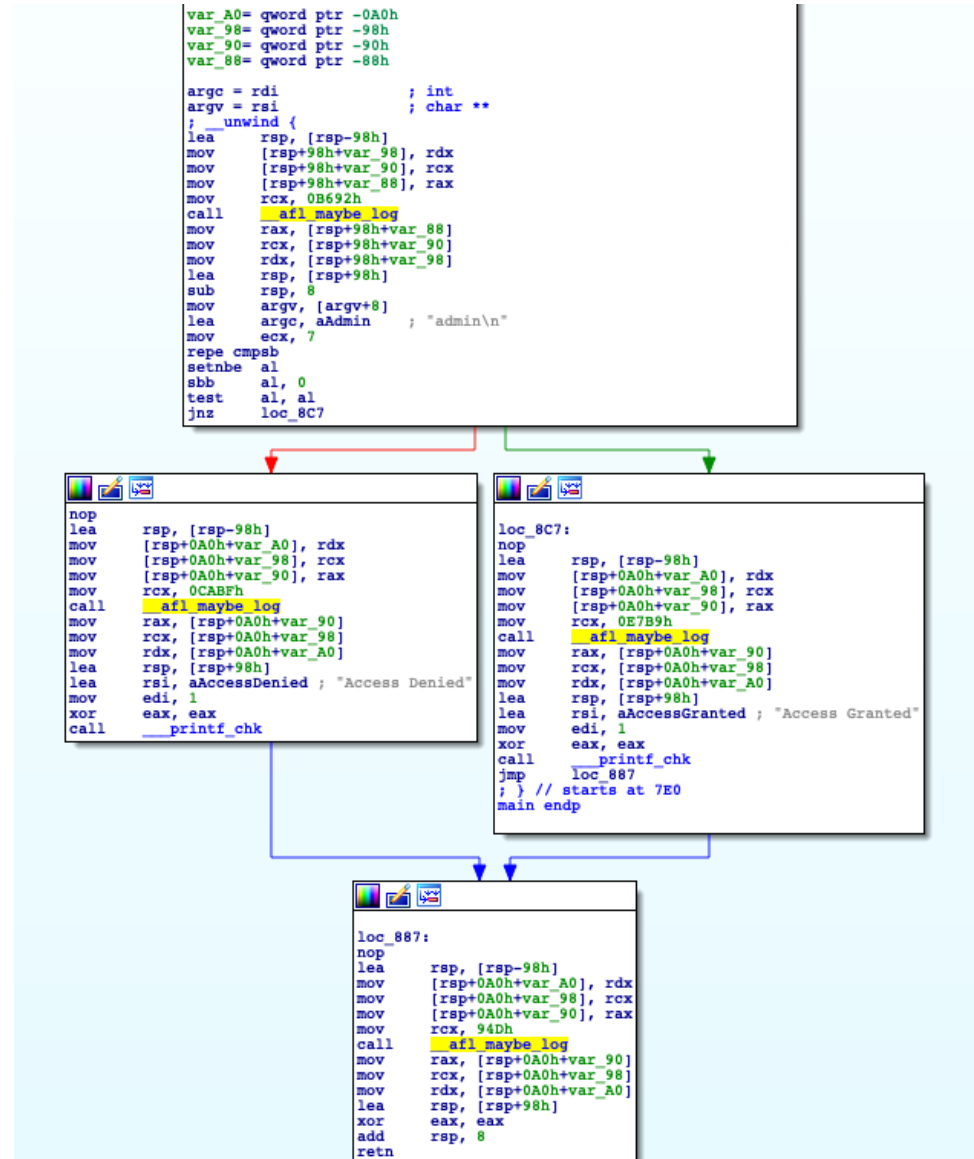 var_A0= qword ptr -0A0h
var_98= qword ptr -98h
var_90= qword ptr -90h
var_88= qword ptr -88h
argc = rdi ; int
argv = rsi ; char **
; __unwind {
lea rsp, [rsp-98h]
mov [rsp+98h+var_98], rdx
mov [rsp+98h+var_90], rcx
mov [rsp+98h+var_88], rax
mov rcx, 0B692h
call __afl_maybe_log
mov rax, [rsp+98h+var_88]
mov rcx, [rsp+98h+var_90]
mov rdx, [rsp+98h+var_98]
lea rsp, [rsp+98h]
sub rsp, 8
mov argv, [argv+8]
lea argc, aAdmin ; "admin\n"
mov ecx, 7
repe cmpsb
setnbe al
sbb al, 0
test al, al
jnz loc_8C7
nop
lea rsp, [rsp-98h]
mov [rsp+0A0h+var_A0], rdx
mov [rsp+0A0h+var_98], rcx
mov [rsp+0A0h+var_90], rax
mov rcx, 0CABFh
call __afl_maybe_log
mov rax, [rsp+0A0h+var_90]
mov rcx, [rsp+0A0h+var_98]
mov rdx, [rsp+0A0h+var_A0]
lea rsp, [rsp+98h]
lea rsi, aAccessDenied ; "Access Denied"
mov edi, 1
xor eax, eax
call ___printf_chk
loc_8C7:
nop
lea rsp, [rsp-98h]
mov [rsp+0A0h+var_A0], rdx
mov [rsp+0A0h+var_98], rcx
mov [rsp+0A0h+var_90], rax
mov rcx, 0E7B9h
call __afl_maybe_log
mov rax, [rsp+0A0h+var_90]
mov rcx, [rsp+0A0h+var_98]
mov rdx, [rsp+0A0h+var_A0]
lea rsp, [rsp+98h]
lea rsi, aAccessGranted ; "Access Granted"
mov edi, 1
xor eax, eax
call ___printf_chk
jmp loc_887
; } // starts at 7E0
main endp
loc_887:
nop
lea rsp, [rsp-98h]
mov [rsp+0A0h+var_A0], rdx
mov [rsp+0A0h+var_98], rcx
mov [rsp+0A0h+var_90], rax
mov rcx, 94Dh
call __afl_maybe_log
mov rax, [rsp+0A0h+var_90]
mov rcx, [rsp+0A0h+var_98]
mov rdx, [rsp+0A0h+var_A0]
lea rsp, [rsp+98h]
xor eax, eax
add rsp, 8
retn